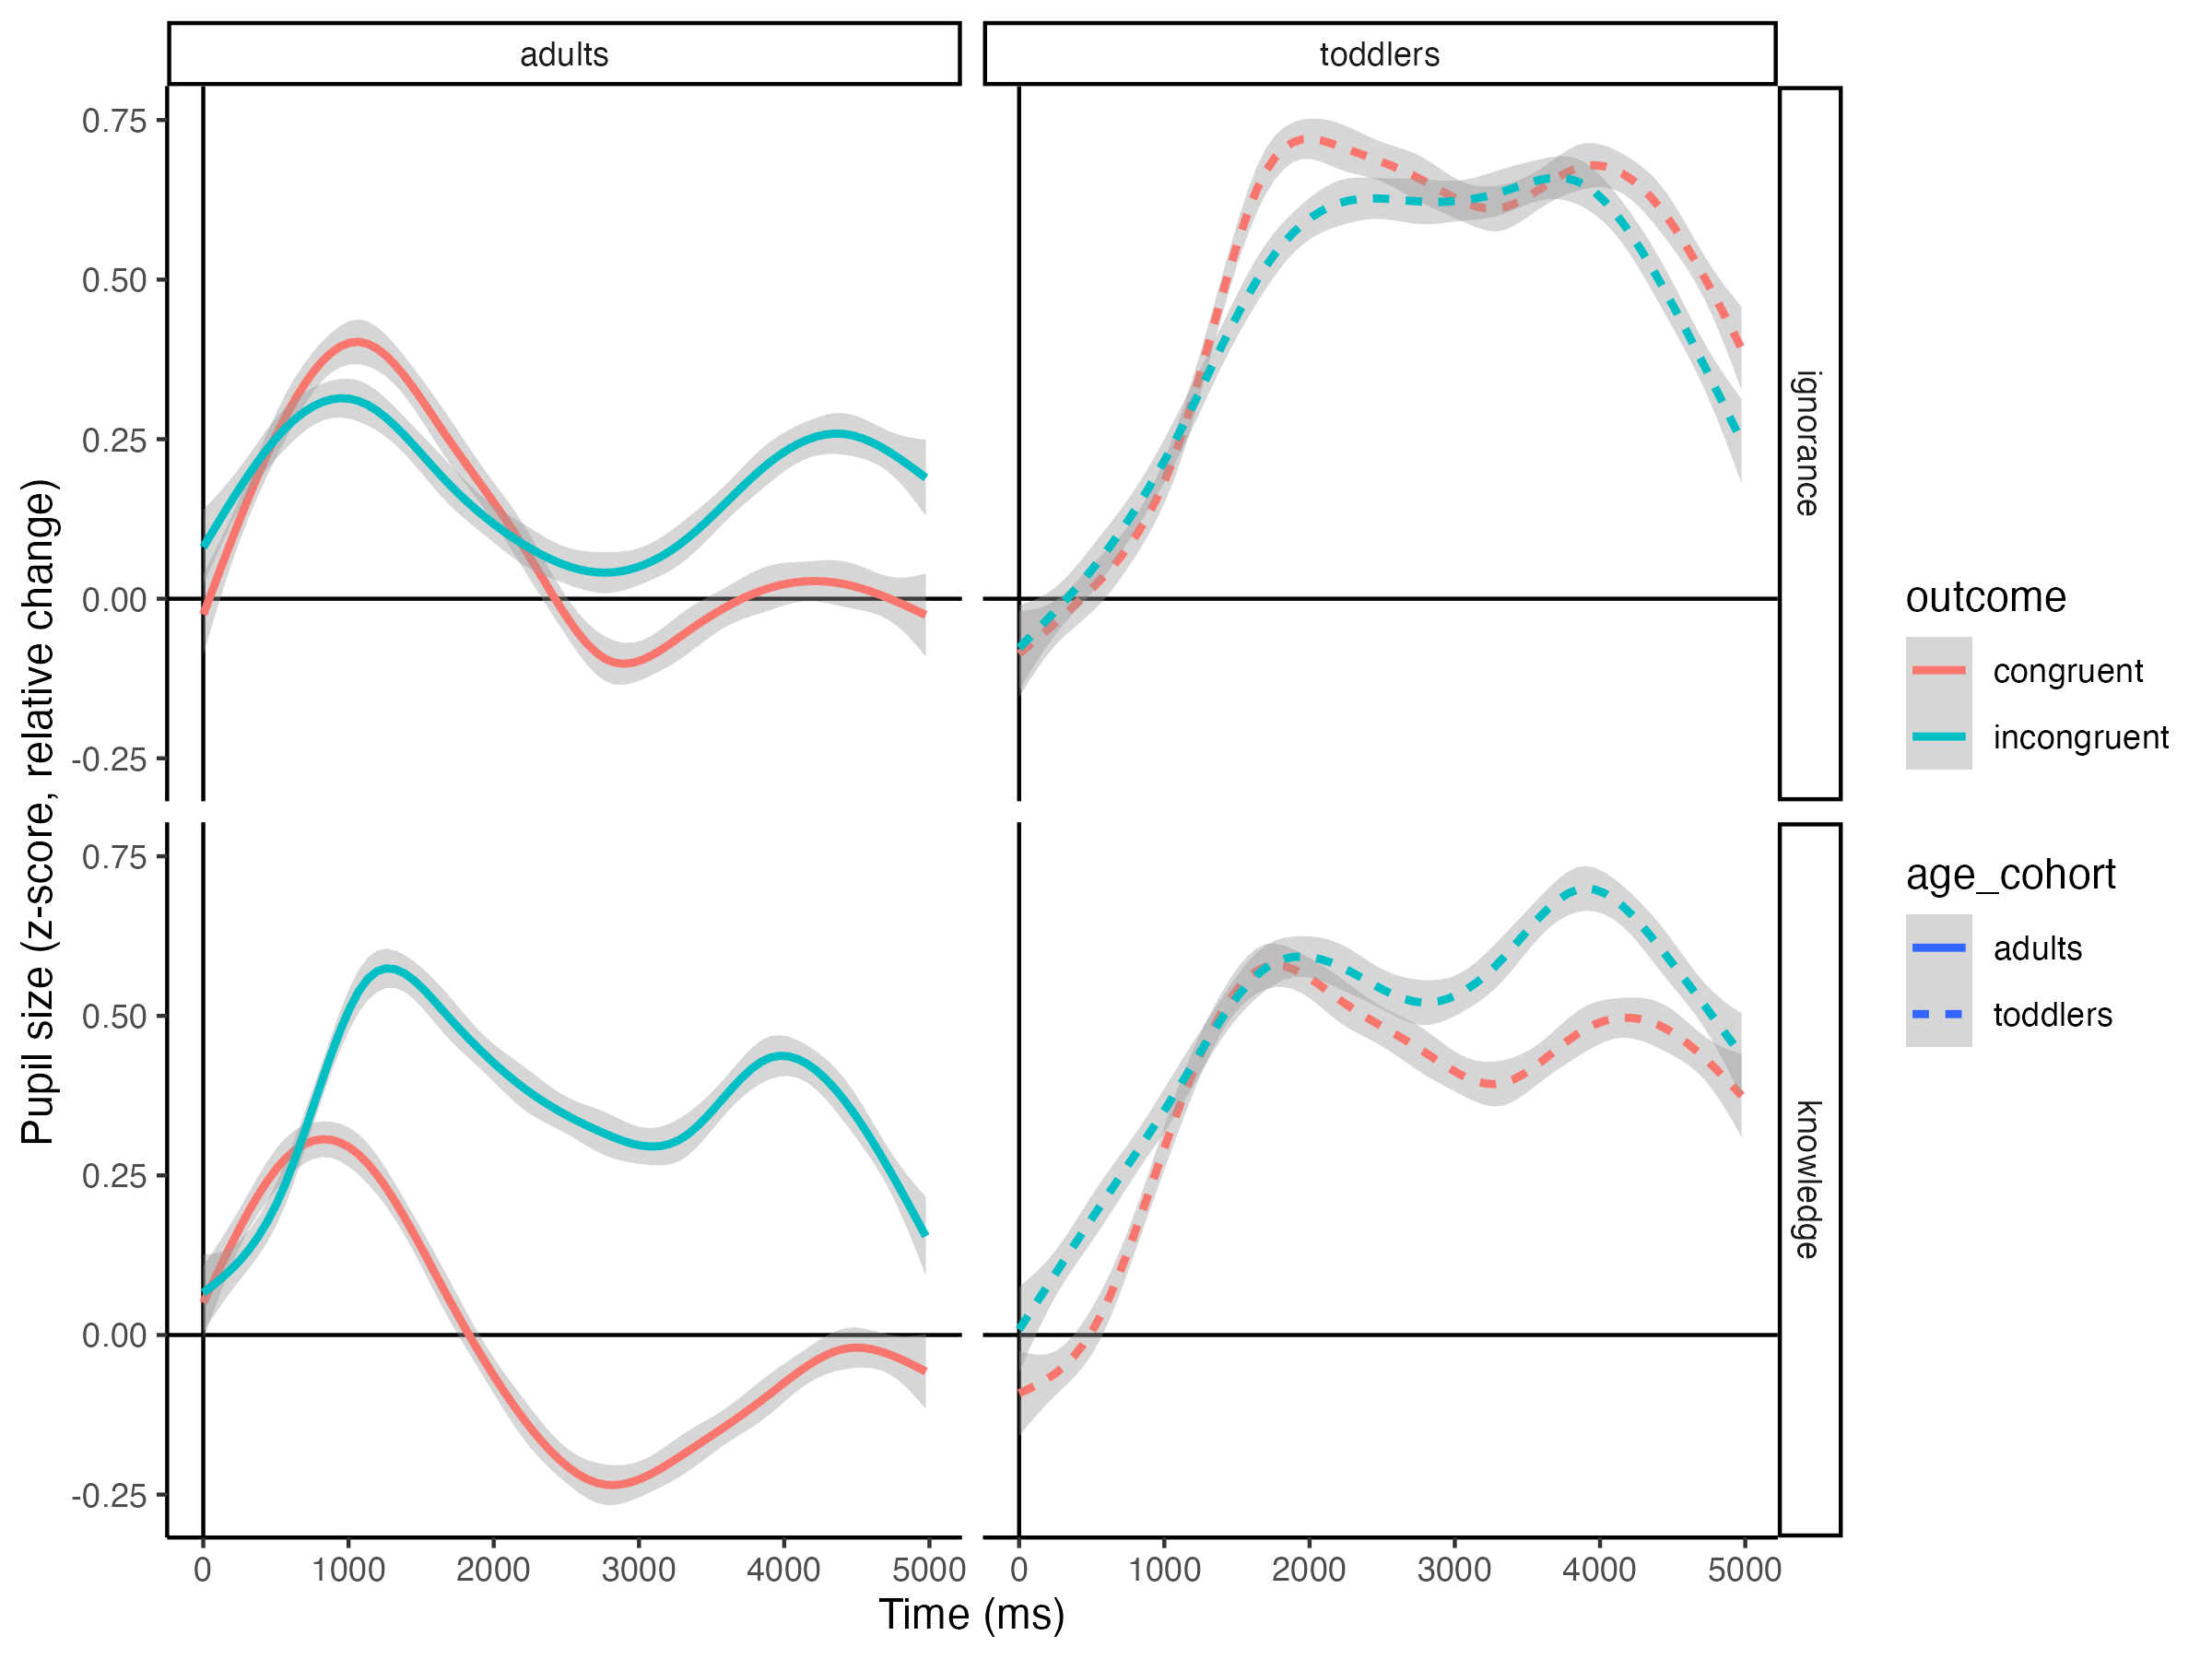 adults
toddlers
0.75
0.50
0.25
0.00
-0.25
ignorance
0.75
0.50
0.25
0.00
-0.25
knowledge
0 1000 2000 3000 4000 5000
0 1000 2000 3000 4000 5000
Time (ms)
Pupil size (z-score, relative change)
outcome
congruent
incongruent
age_cohort
adults
toddlers